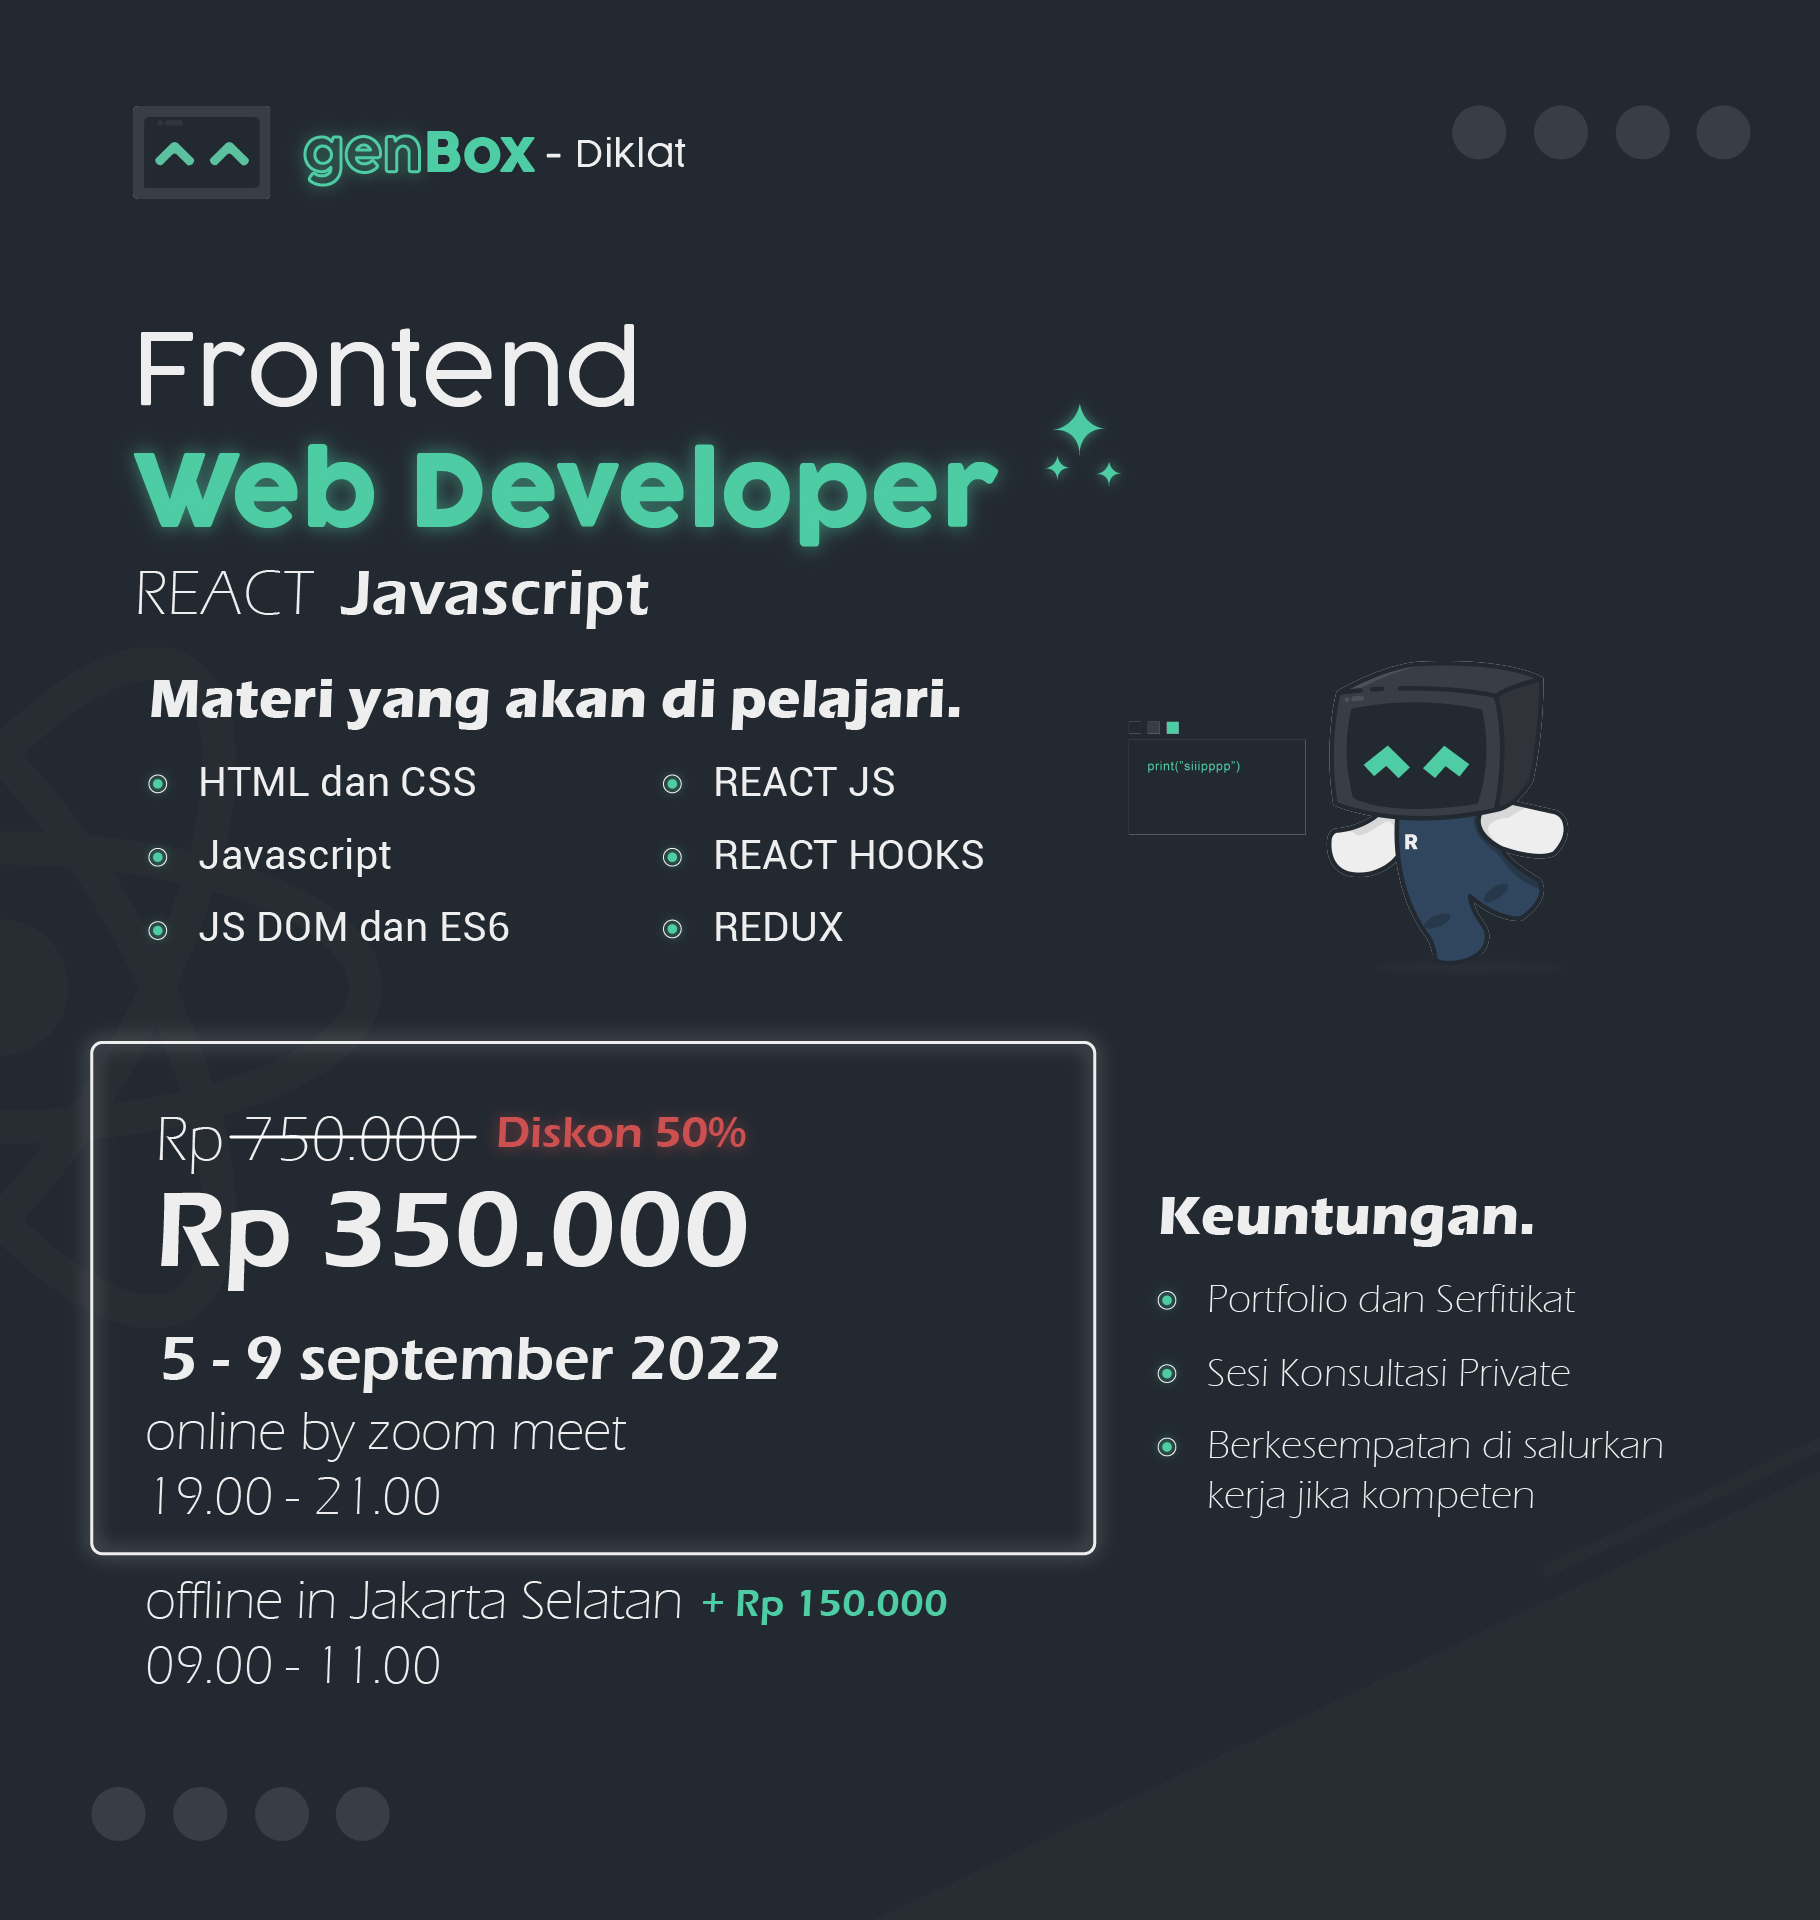 genBox - Diklat
Frontend
Web Developer
REACT Javascript
Materi yang akan di pelajari.
HTML dan CSS
Javascript
JS DOM dan ES6
REACT JS
REACT HOOKS
REDUX
print("siiipppp")
R
Rp 750.000 Diskon 50%
Rp 350.000
5 - 9 september 2022
online by zoom meet
19.00 - 21.00
offline in Jakarta Selatan + Rp 150.000
09.00 - 11.00
Keuntungan.
Portfolio dan Serfitikat
Sesi Konsultasi Private
Berkesempatan di salurkan
kerja jika kompeten